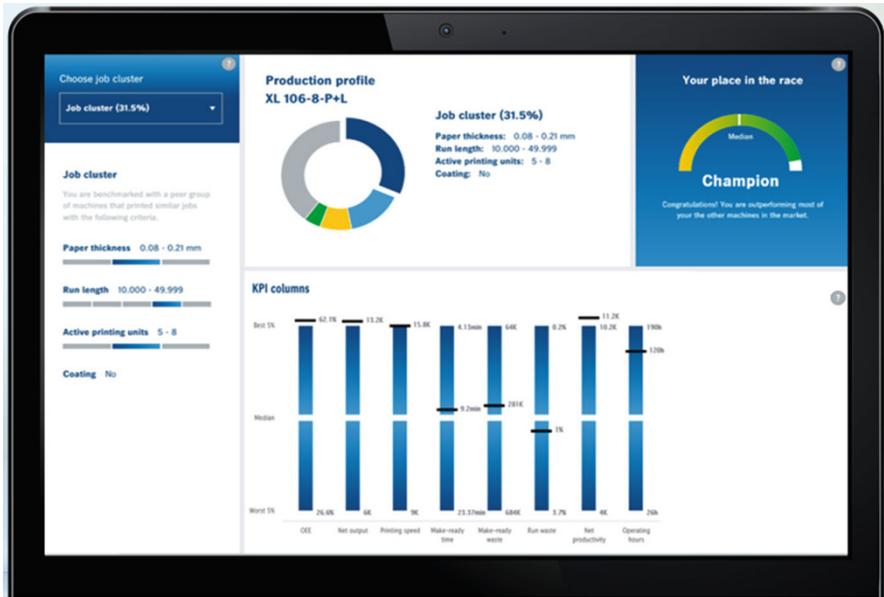 Choose job cluster
Job cluster (31.5%)
Job cluster
You are benchmarked with a peer group
of machines that printed similar jobs
with the following criteria.
Paper thickness 0.08 - 0.21 mm
Run length 10.000 - 49.999
Active printing units 5 - 8
Coating No
Production profile
XL 106-8-P+L
Job cluster (31.5%)
Paper thickness: 0.08 - 0.21 mm
Run length: 10.000 - 49.999
Active printing units: 5 - 8
Coating: No
Your place in the race
Median
Champion
Congratulations! You are outperforming most of
your the other machines in the market.
?
?
?
KPI columns
Best 5%
Median
Worst 5%
62.1%
13.2K
15.8K
4.13min
64K
0.2%
11.2K
10.2K
190h
120h
9.2min
281K
1%
26.6%
6K
9K
23.37min
684K
3.7%
4K
26h
OEE
Net output
Printing speed
Make-ready
time
Make-ready
waste
Run waste
Net
productivity
Operating
hours